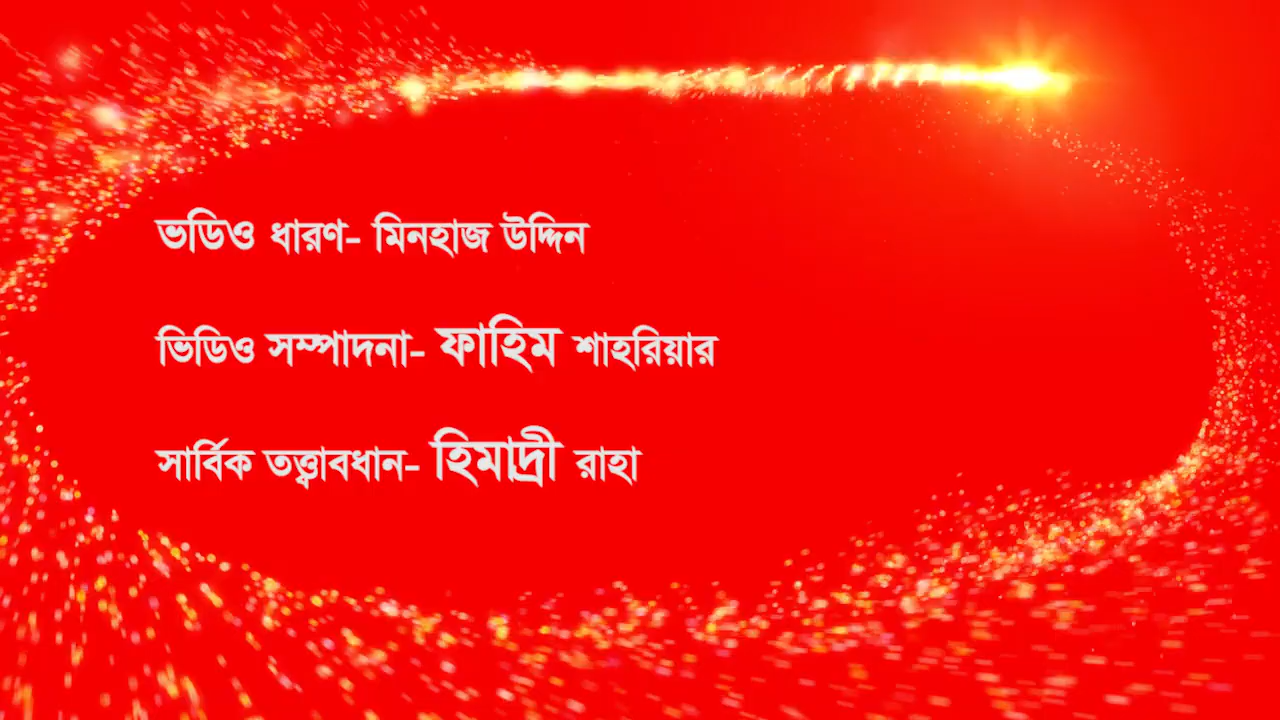 ভডিও ধারণ- মিনহাজ উদ্দিন
ভিডিও সম্পাদনা- ফাহিম শাহরিয়ার
সার্বিক তত্ত্বাবধান- হিমাদ্রী রাহা